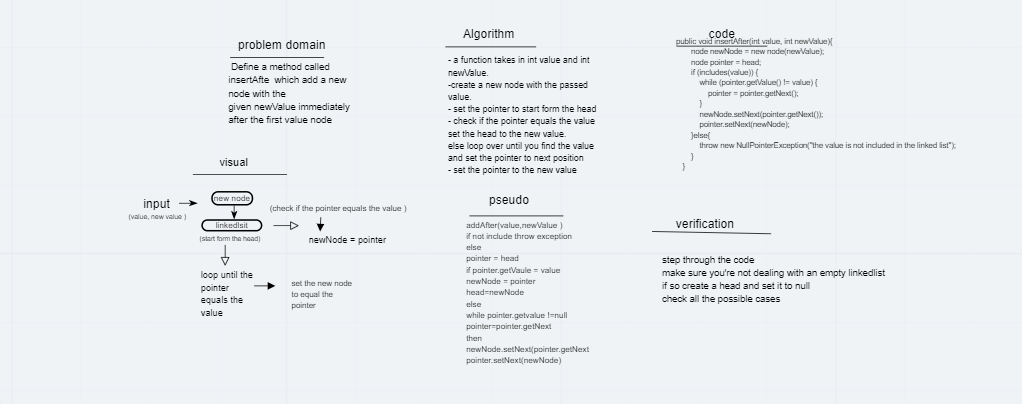 problem domain
Define a method called
insertAfte which add a new
node with the
given newValue immediately
after the first value node
visual
input
(value, new value )
new node
linkedlsit
(start form the head)
(check if the pointer equals the value )
newNode = pointer
loop until the
pointer
equals the
value
set the new node
to equal the
pointer
Algorithm
- a function takes in int value and int
newValue.
-create a new node with the passed
value.
- set the pointer to start form the head
- check if the pointer equals the value
set the head to the new value.
else loop over until you find the value
and set the pointer to next position
- set the pointer to the new value
pseudo
addAfter(value,newValue )
if not include throw exception
else
pointer = head
if pointer.getVaule = value
newNode = pointer
head=newNode
else
while pointer.getvalue !=null
pointer=pointer.getNext
then
newNode.setNext(pointer.getNext
pointer.setNext(newNode)
code
public void insertAfter(int value, int newValue){
node newNode = new node(newValue);
node pointer = head;
if (includes(value)) {
while (pointer.getValue() != value) {
pointer = pointer.getNext();
}
newNode.setNext(pointer.getNext());
pointer.setNext(newNode);
}else{
throw new NullPointerException("the value is not included in the linked list");
}
}
verification
step through the code
make sure you're not dealing with an empty linkedlist
if so create a head and set it to null
check all the possible cases